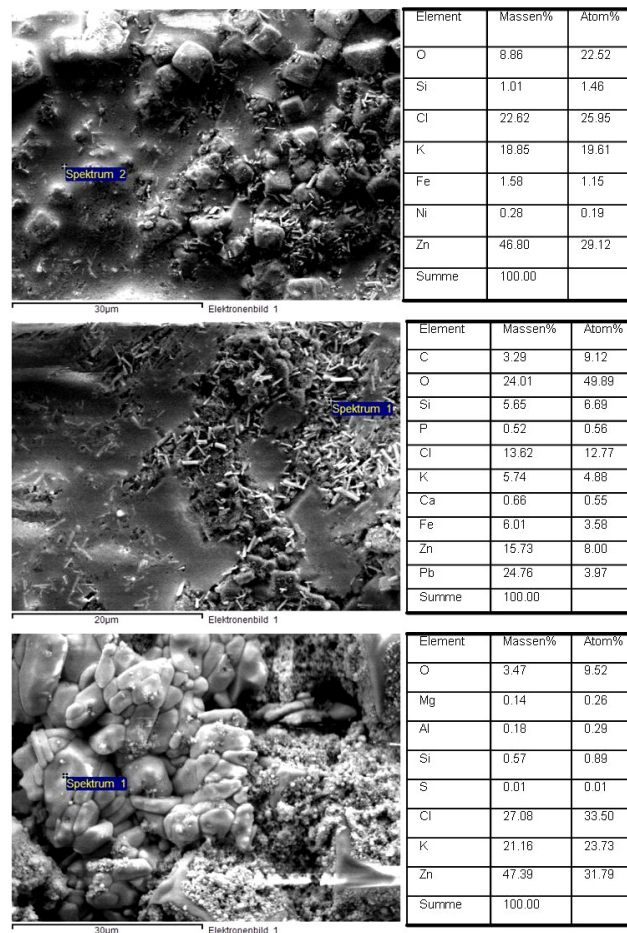 Element Massen% Atom%
O 8.86 22.52
Si 1.01 1.46
Cl 22.62 25.95
K 18.85 19.61
Fe 1.58 1.15
Ni 0.28 0.19
Zn 46.80 29.12
Summe 100.00
Spektrum 2
30µm Elektronenbild 1
Element Massen% Atom%
C 3.29 9.12
O 24.01 49.89
Si 5.65 6.69
P 0.52 0.56
Cl 13.62 12.77
K 5.74 4.88
Ca 0.66 0.55
Fe 6.01 3.58
Zn 15.73 8.00
Pb 24.76 3.97
Summe 100.00
Spektrum 1
20µm Elektronenbild 1
Element Massen% Atom%
O 3.47 9.52
Mg 0.14 0.26
Al 0.18 0.29
Si 0.57 0.89
S 0.01 0.01
Cl 27.08 33.50
K 21.16 23.73
Zn 47.39 31.79
Summe 100.00
Spektrum 1
30µm Elektronenbild 1